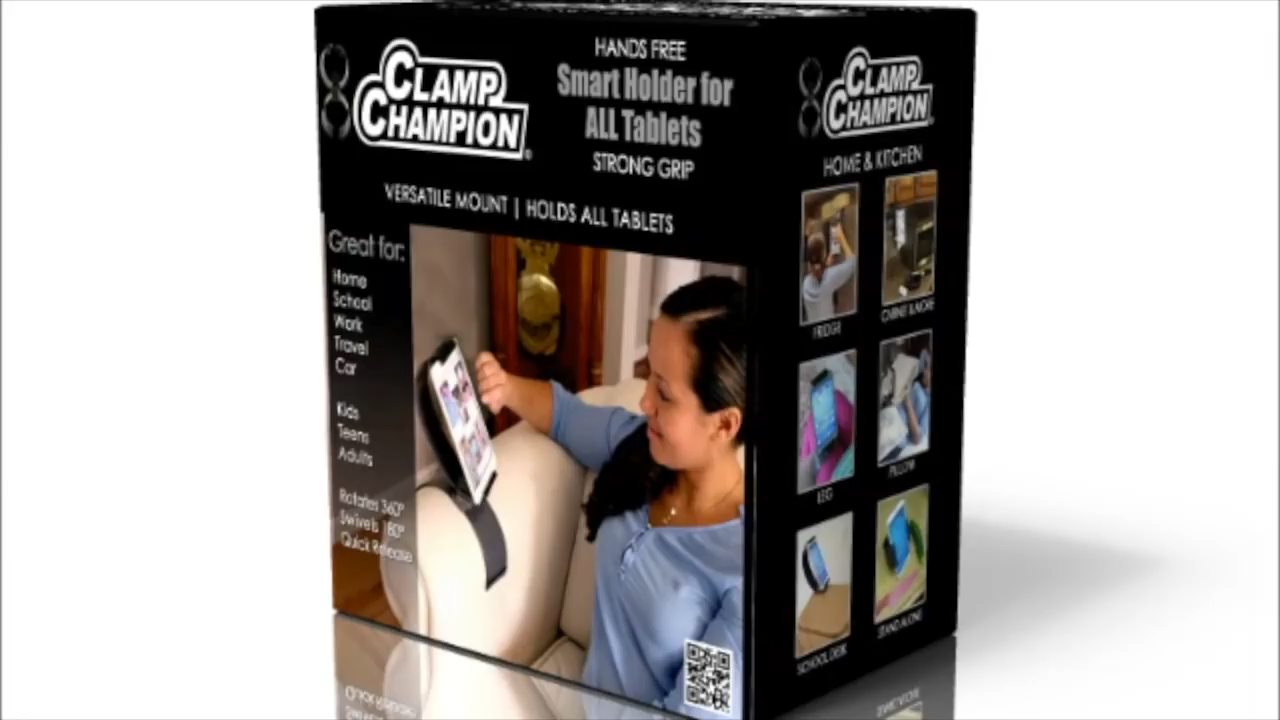 CLAMP
CHAMPION
HANDS FREE
Smart Holder for
ALL Tablets
STRONG GRIP
VERSATILE MOUNT | HOLDS ALL TABLETS
Great for:
Home
School
Work
Travel
Car
Kids
Teens
Adults
Rotates 360°
Swivels 180°
Quick Release
CLAMP
CHAMPION
HOME & KITCHEN
FRIDGE
LEG
PILLOW
SCHOOL DESK
STAND ALONE